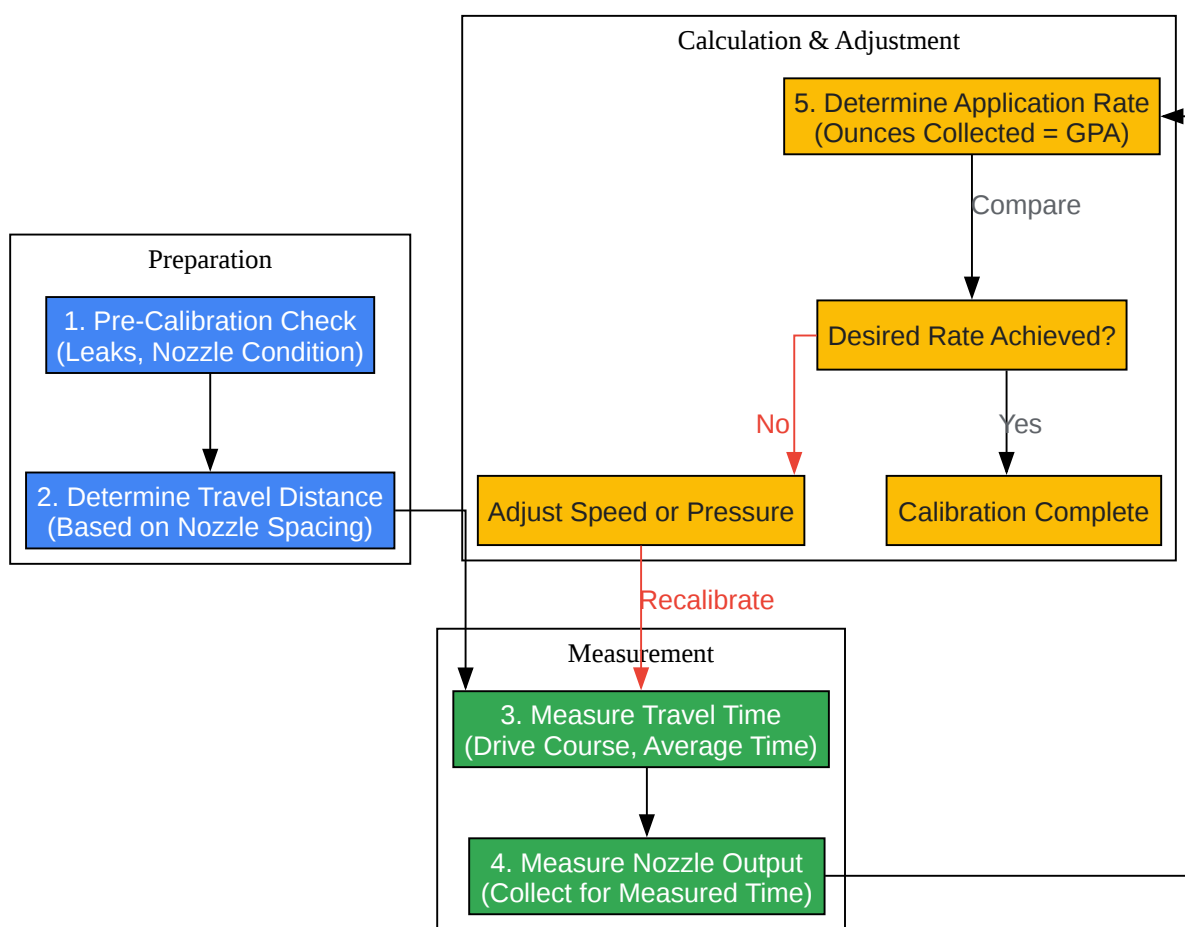 Preparation
1. Pre-Calibration Check
(Leaks, Nozzle Condition)
2. Determine Travel Distance
(Based on Nozzle Spacing)
Calculation & Adjustment
5. Determine Application Rate
(Ounces Collected = GPA)
Compare
Desired Rate Achieved?
No
Yes
Adjust Speed or Pressure
Calibration Complete
Recalibrate
Measurement
3. Measure Travel Time
(Drive Course, Average Time)
4. Measure Nozzle Output
(Collect for Measured Time)